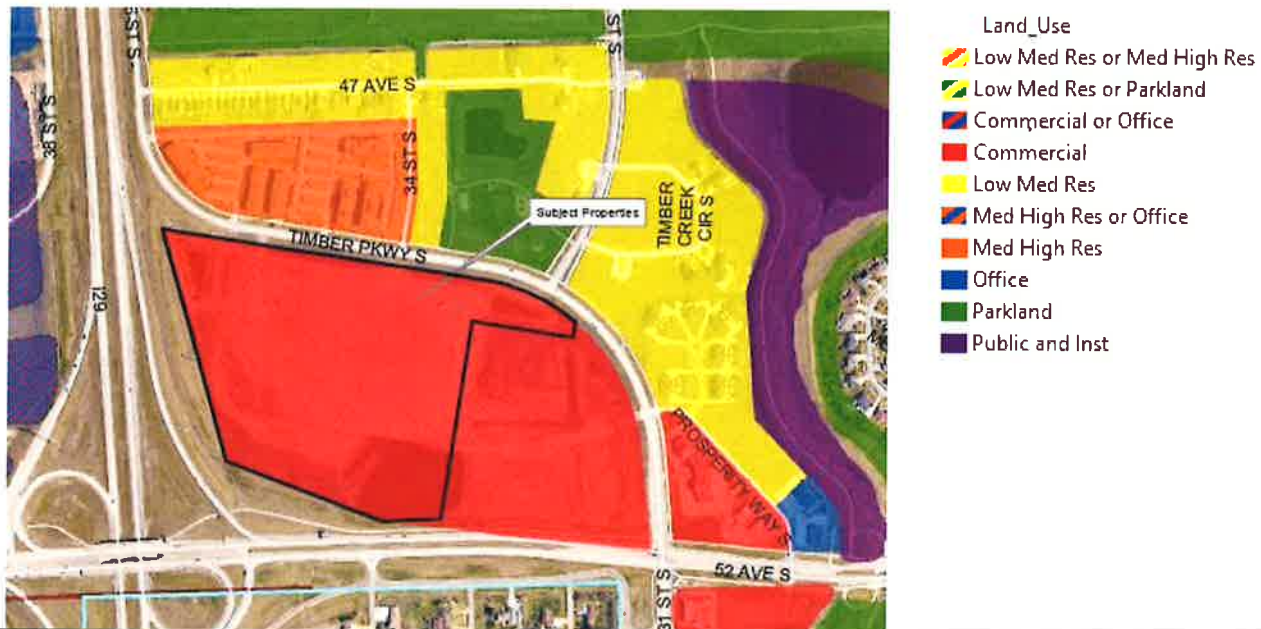 ST S
ST S
38 ST S
47 AVE S
34 ST S
Subject Properties
TIMBER
CREEK
CIR S
TIMBER PKWY S
I29
PROSPERITY WAY S
52 AVE S
31 ST S
Land_Use
Low Med Res or Med High Res
Low Med Res or Parkland
Commercial or Office
Commercial
Low Med Res
Med High Res or Office
Med High Res
Office
Parkland
Public and Inst